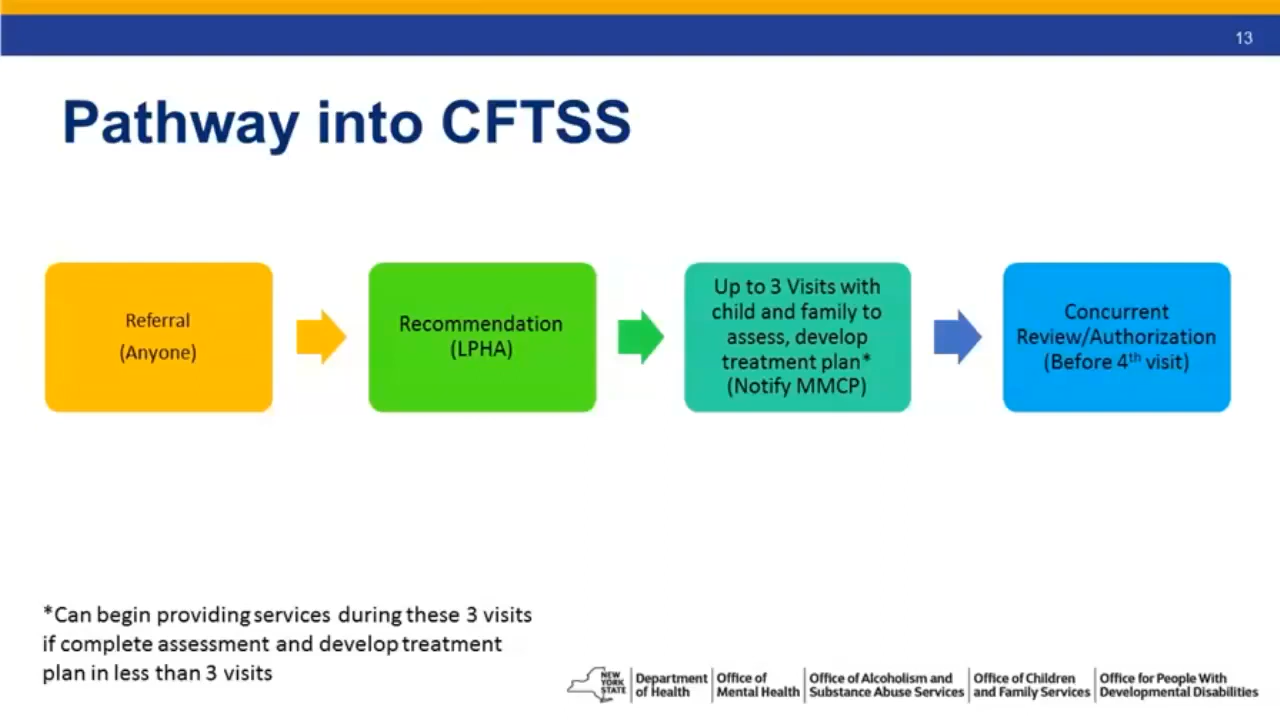 13
Pathway into CFTSS
Referral
(Anyone)
Recommendation
(LPHA)
Up to 3 Visits with
child and family to
assess, develop
treatment plan*
(Notify MMCP)
Concurrent
Review/Authorization
(Before 4th visit)
*Can begin providing services during these 3 visits
if complete assessment and develop treatment
plan in less than 3 visits
NEW
YORK
STATE
Department
of Health
Office of
Mental Health
Office of Alcoholism and
Substance Abuse Services
Office of Children
and Family Services
Office for People With
Developmental Disabilities